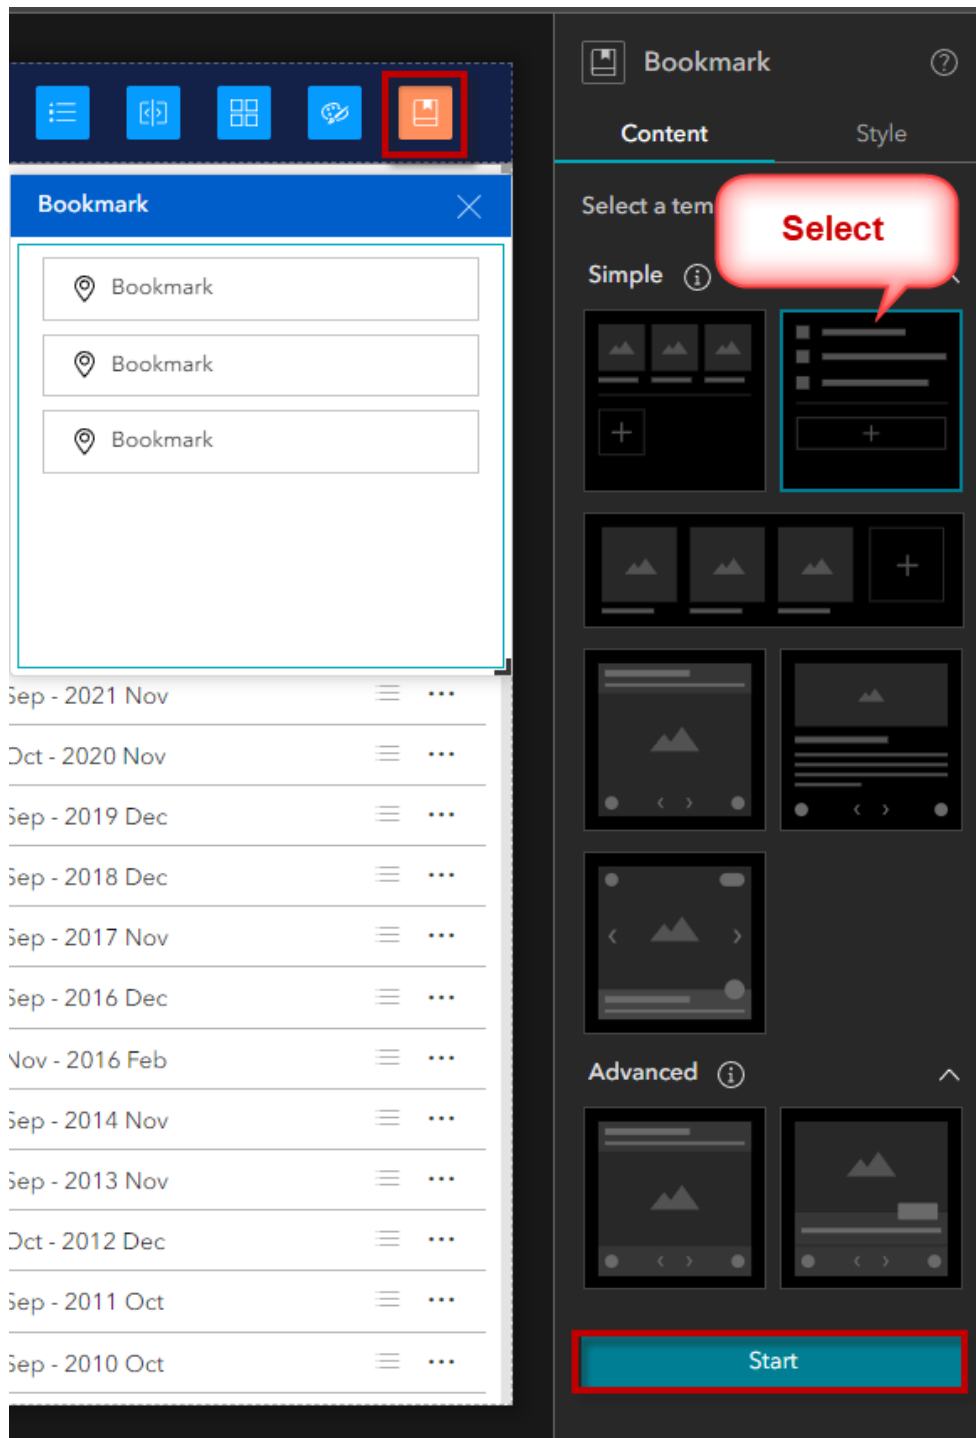 Bookmark
Content
Style
Select a tem
Select
Simple
Bookmark
Bookmark
Bookmark
Bookmark
Sep - 2021 Nov
Oct - 2020 Nov
Sep - 2019 Dec
Sep - 2018 Dec
Sep - 2017 Nov
Sep - 2016 Dec
Nov - 2016 Feb
Sep - 2014 Nov
Sep - 2013 Nov
Oct - 2012 Dec
Sep - 2011 Oct
Sep - 2010 Oct
Advanced
Start